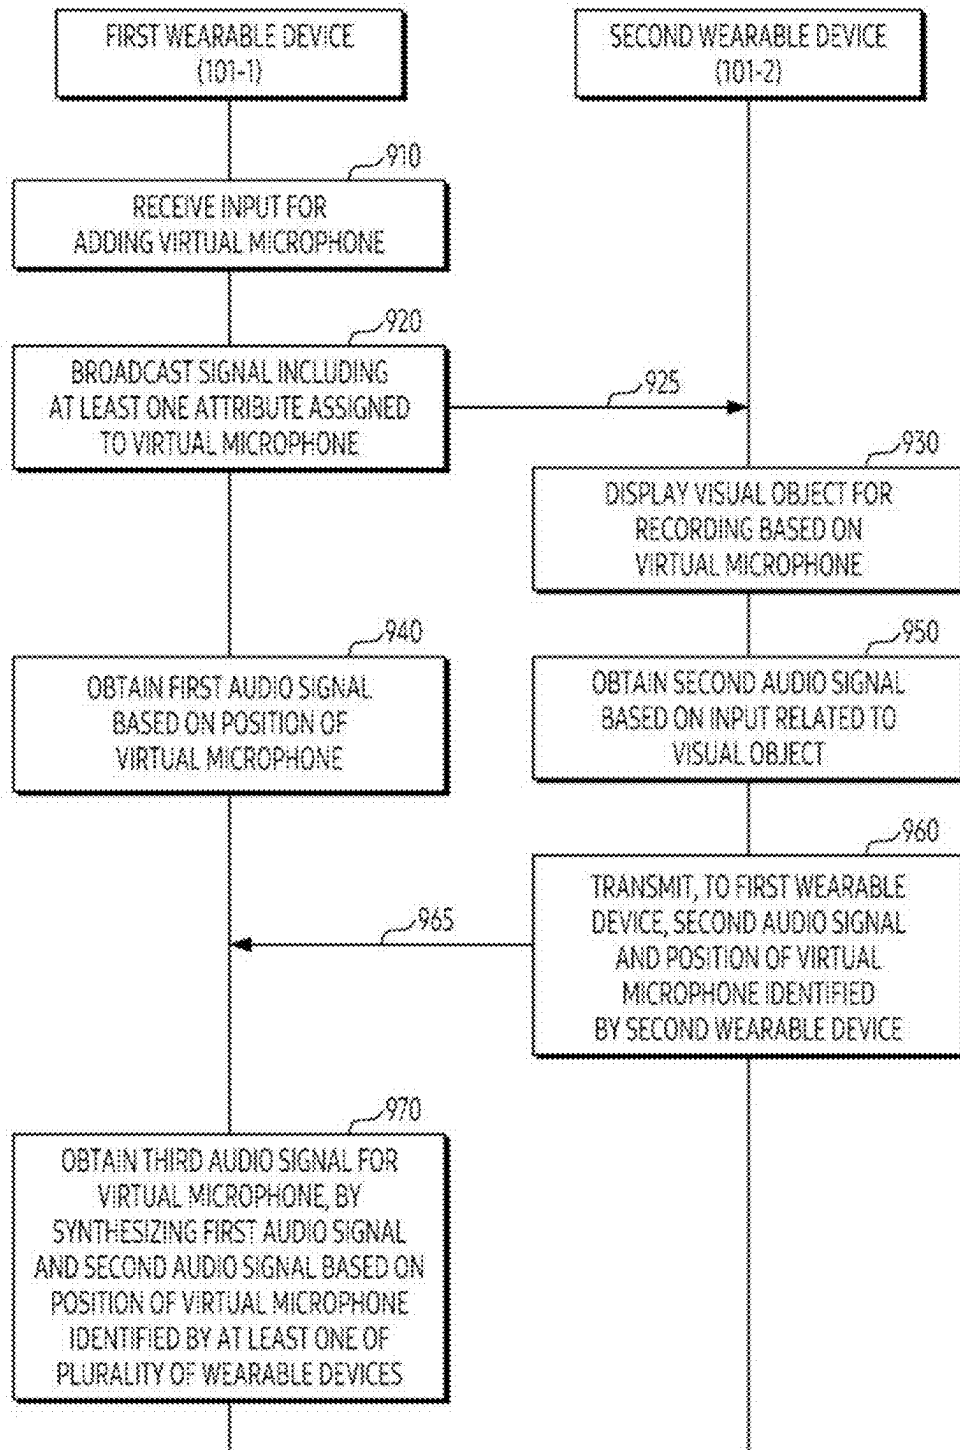 FIRST WEARABLE DEVICE
(101-1)
SECOND WEARABLE DEVICE
(101-2)
910
RECEIVE INPUT FOR
ADDING VIRTUAL MICROPHONE
920
BROADCAST SIGNAL INCLUDING
AT LEAST ONE ATTRIBUTE ASSIGNED
TO VIRTUAL MICROPHONE
925
930
DISPLAY VISUAL OBJECT FOR
RECORDING BASED ON
VIRTUAL MICROPHONE
940
OBTAIN FIRST AUDIO SIGNAL
BASED ON POSITION OF
VIRTUAL MICROPHONE
950
OBTAIN SECOND AUDIO SIGNAL
BASED ON INPUT RELATED TO
VISUAL OBJECT
960
TRANSMIT, TO FIRST WEARABLE
DEVICE, SECOND AUDIO SIGNAL
AND POSITION OF VIRTUAL
MICROPHONE IDENTIFIED
BY SECOND WEARABLE DEVICE
965
970
OBTAIN THIRD AUDIO SIGNAL FOR
VIRTUAL MICROPHONE, BY
SYNTHESIZING FIRST AUDIO SIGNAL
AND SECOND AUDIO SIGNAL BASED ON
POSITION OF VIRTUAL MICROPHONE
IDENTIFIED BY AT LEAST ONE OF
PLURALITY OF WEARABLE DEVICES